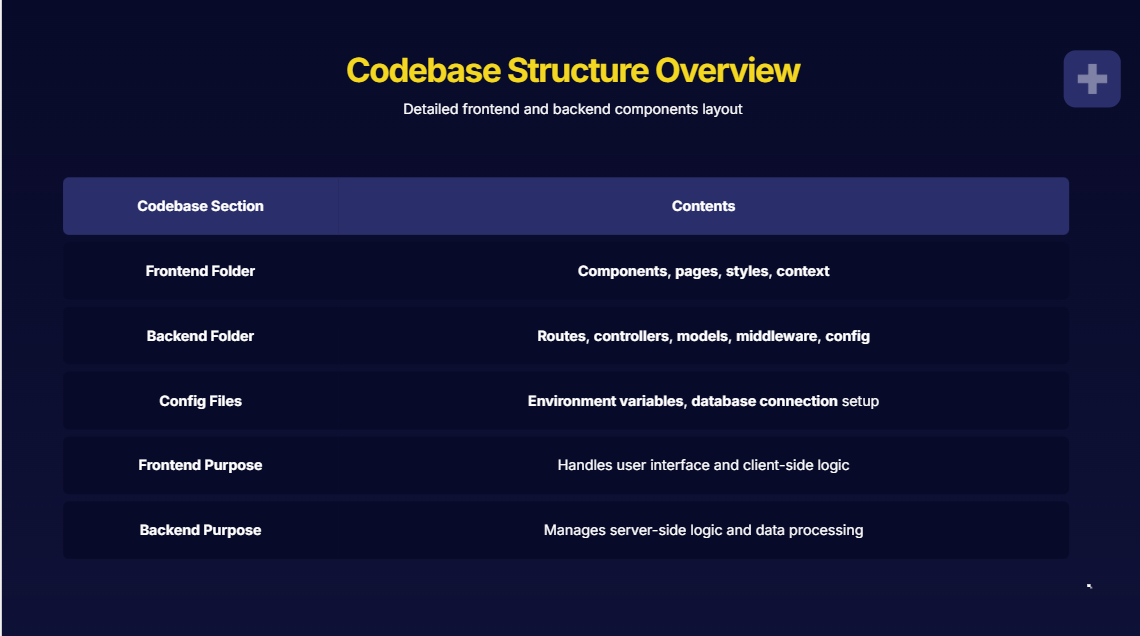 Codebase Structure Overview
Detailed frontend and backend components layout
Codebase Section Contents
Frontend Folder Components, pages, styles, context
Backend Folder Routes, controllers, models, middleware, config
Config Files Environment variables, database connection setup
Frontend Purpose Handles user interface and client-side logic
Backend Purpose Manages server-side logic and data processing